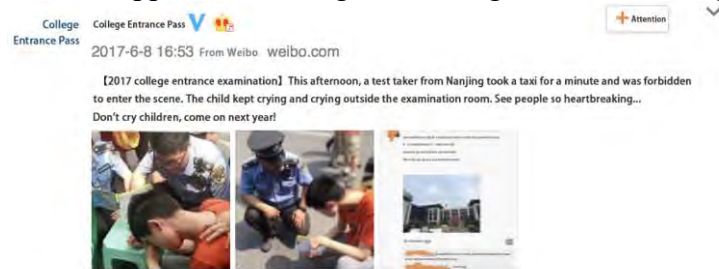 College Entrance Pass
College Entrance Pass V
Attention
2017-6-8 16:53 From Weibo. weibo.com
【2017 college entrance examination】This afternoon, a test taker from Nanjing took a taxi for a minute and was forbidden
to enter the scene. The child kept crying and crying outside the examination room. See people so heartbreaking...
Don't cry children, come on next year!